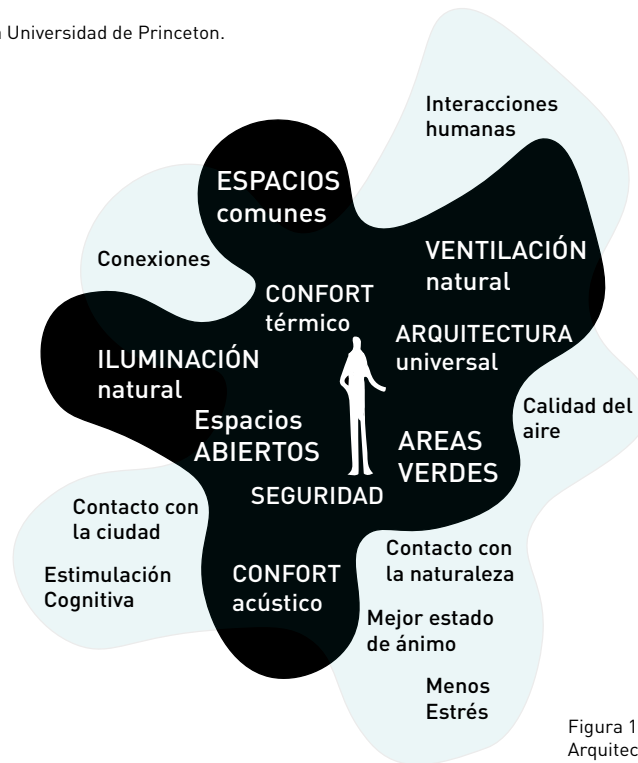 a Universidad de Princeton.
Interacciones
humanas
ESPACIOS
comunes
Conexiones
VENTILACIÓN
natural
CONFORT
térmico
ARQUITECTURA
universal
ILUMINACIÓN
natural
Espacios
ABIERTOS
Calidad del
aire
AREAS
VERDES
SEGURIDAD
Contacto con
la ciudad
Estimulación
Cognitiva
CONFORT
acústico
Contacto con
la naturaleza
Mejor estado
de ánimo
Menos
Estrés
Figura 1
Arquitec